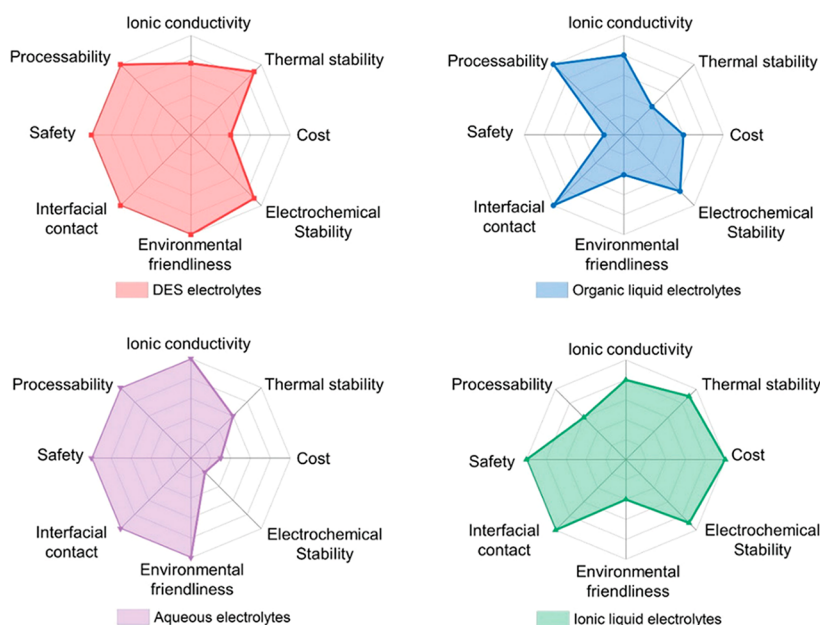 Ionic conductivity
Processability
Thermal stability
Safety
Cost
Interfacial
contact
Electrochemical
Stability
Environmental
friendliness
DES electrolytes
Ionic conductivity
Processability
Thermal stability
Safety
Cost
Interfacial
contact
Electrochemical
Stability
Environmental
friendliness
Organic liquid electrolytes
Ionic conductivity
Processability
Thermal stability
Safety
Cost
Interfacial
contact
Electrochemical
Stability
Environmental
friendliness
Aqueous electrolytes
Ionic conductivity
Processability
Thermal stability
Safety
Cost
Interfacial
contact
Electrochemical
Stability
Environmental
friendliness
Ionic liquid electrolytes